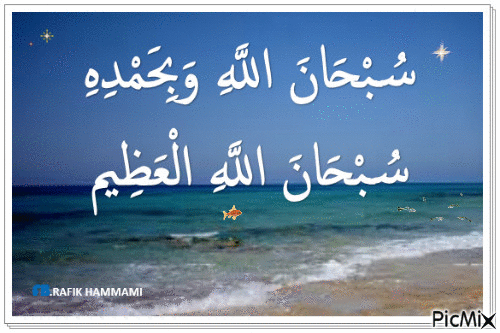 سُبْحَانَ اللَّهِ وَبِحَمْدِهِ
سُبْحَانَ اللَّهِ الْعَظِيم
.RAFIK HAMMAMI
PicMix